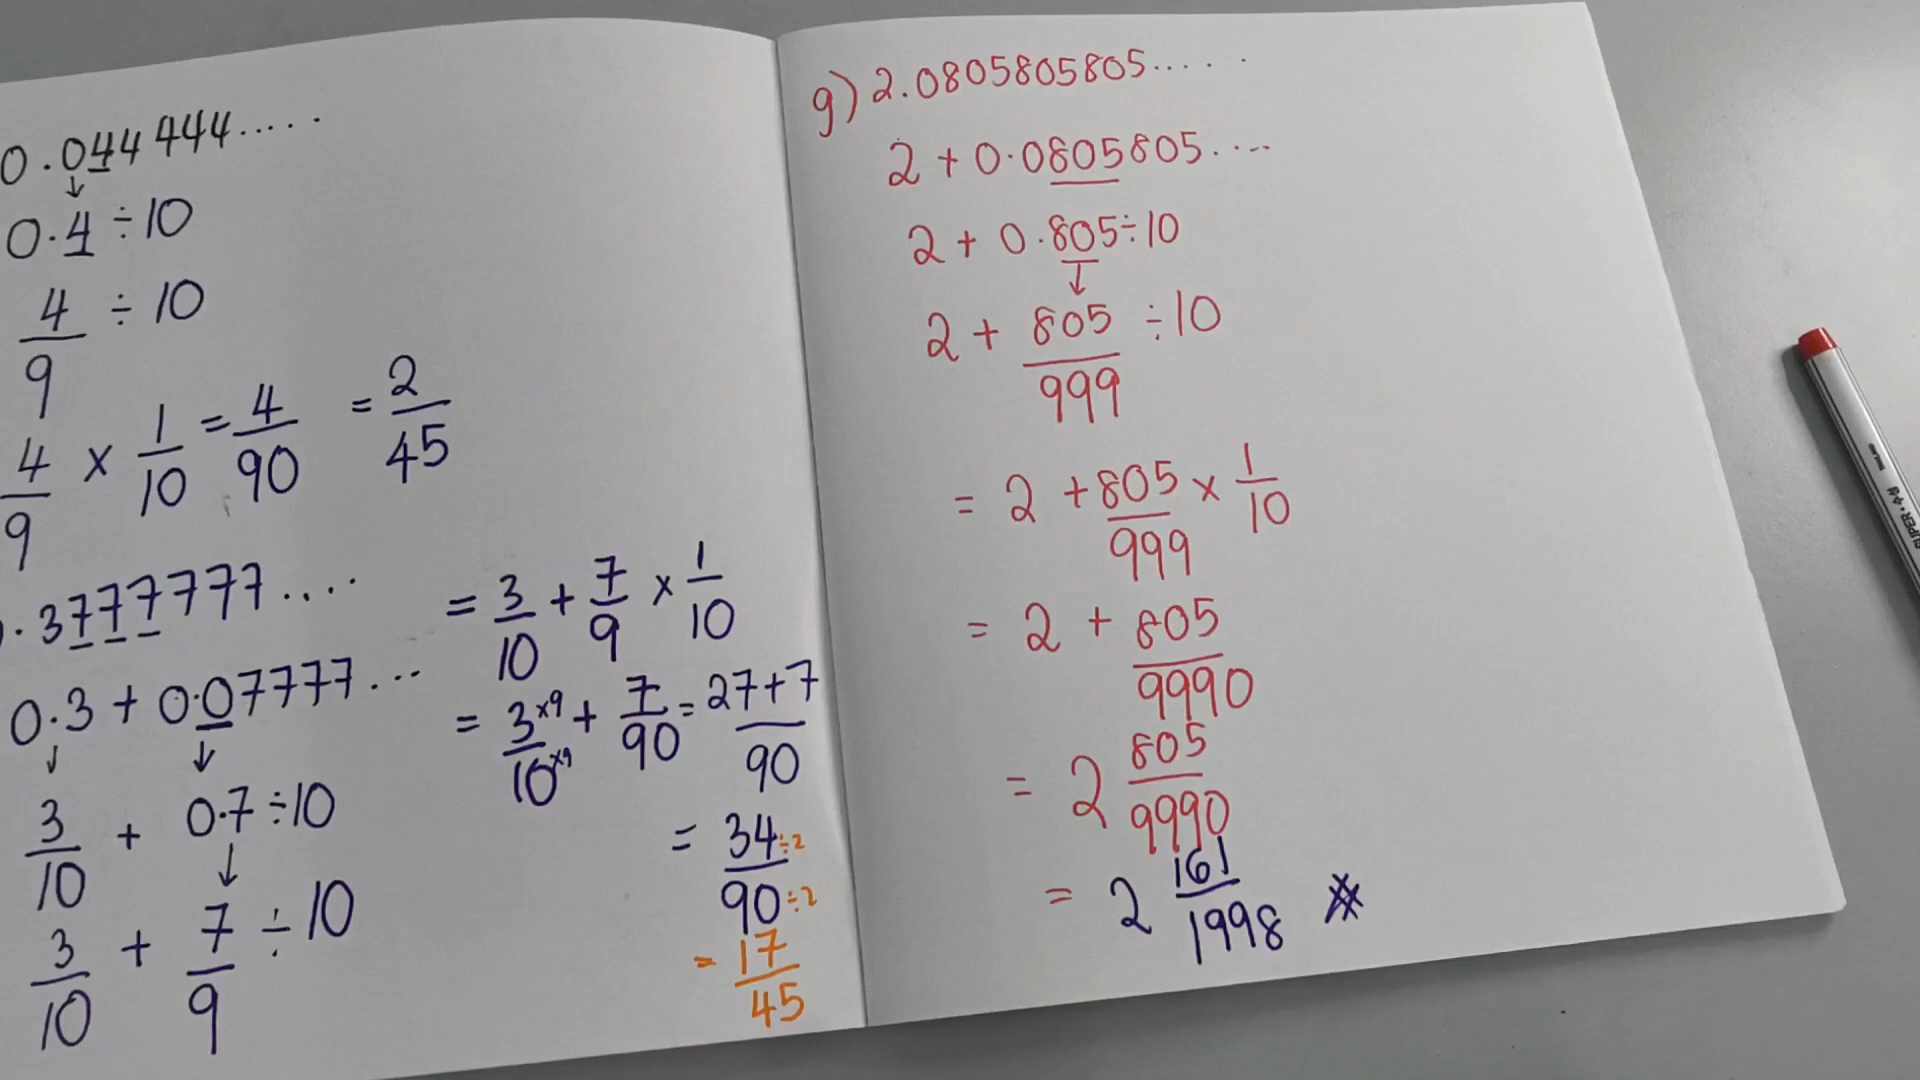 0.044444.....
0.4 ÷ 10
4/9 ÷ 10
4/9 × 1/10 = 4/90 = 2/45
.3777777....
0.3 + 0.07777...
3/10 + 0.7 ÷ 10
3/10 + 7/9 ÷ 10
= 3/10 + 7/9 × 1/10
= 3×9/10×9 + 7/90 = 27+7/90
= 34÷2/90÷2
= 17/45
g) 2.0805805805.....
2 + 0.0805805....
2 + 0.805 ÷ 10
2 + 805/999 ÷ 10
= 2 + 805/999 × 1/10
= 2 + 805/9990
= 2 805/9990
= 2 161/1998
SUPER